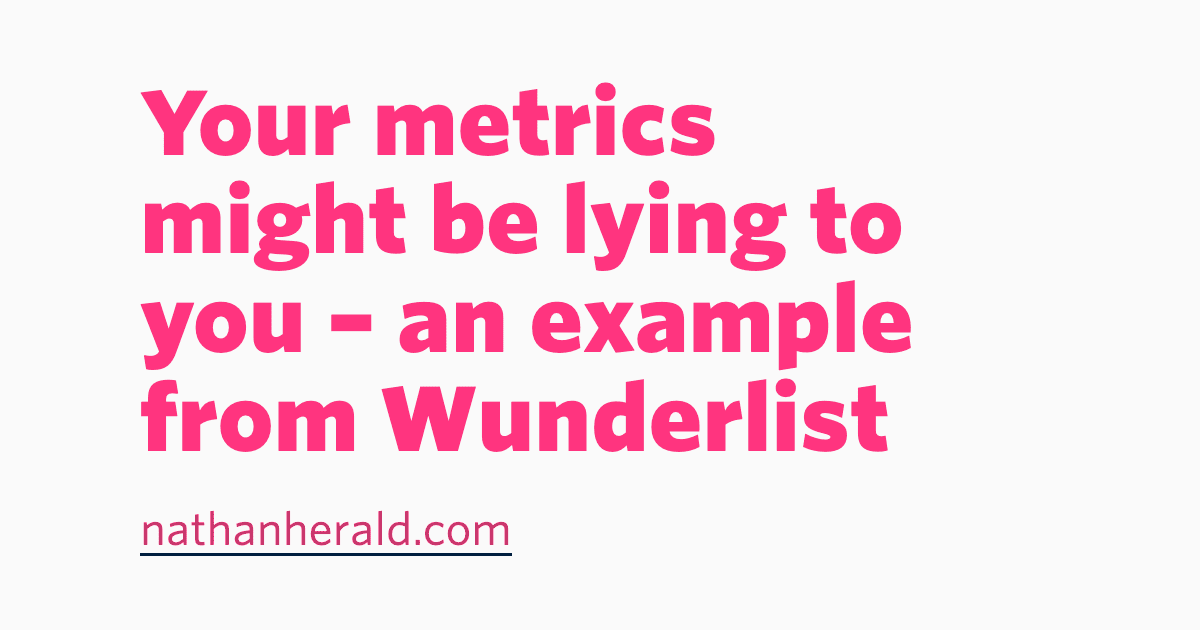 Your metrics
might be lying to
you – an example
from Wunderlist
nathanherald.com